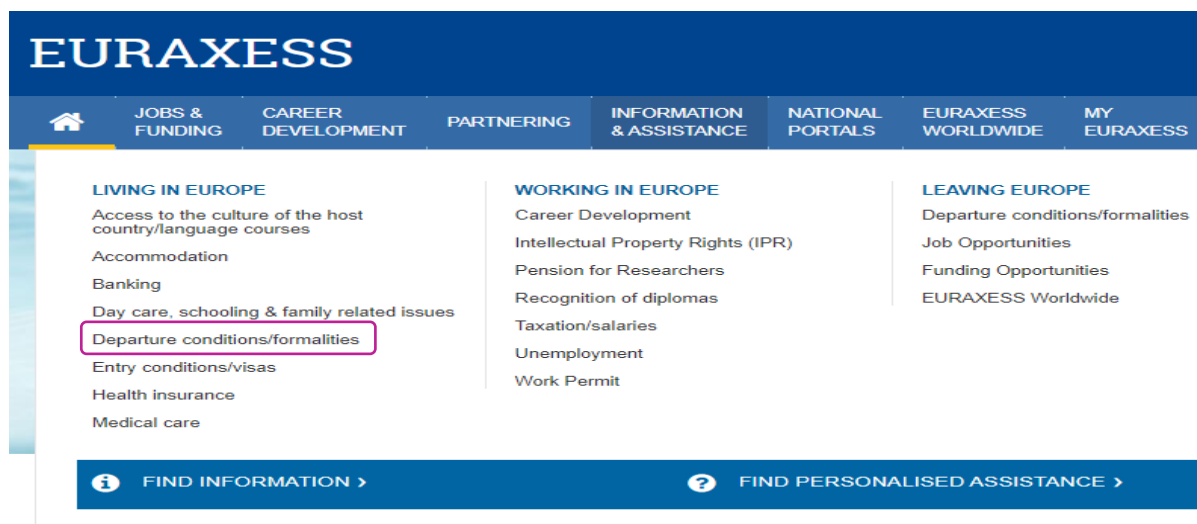 EURAXESS
JOBS &
FUNDING
CAREER
DEVELOPMENT
PARTNERING
INFORMATION
& ASSISTANCE
NATIONAL
PORTALS
EURAXESS
WORLDWIDE
MY
EURAXESS
LIVING IN EUROPE
Access to the culture of the host
country/language courses
Accommodation
Banking
Day care, schooling & family related issues
Departure conditions/formalities
Entry conditions/visas
Health insurance
Medical care
WORKING IN EUROPE
Career Development
Intellectual Property Rights (IPR)
Pension for Researchers
Recognition of diplomas
Taxation/salaries
Unemployment
Work Permit
LEAVING EUROPE
Departure conditions/formalities
Job Opportunities
Funding Opportunities
EURAXESS Worldwide
FIND INFORMATION >
FIND PERSONALISED ASSISTANCE >